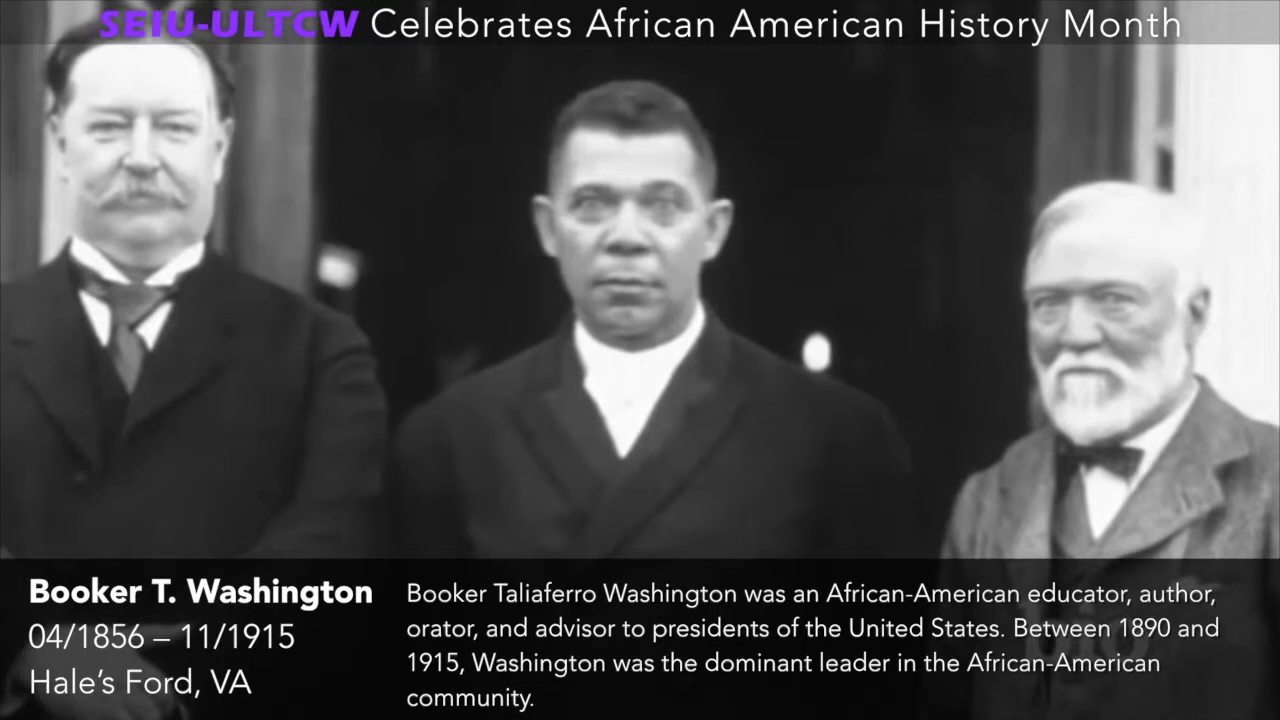 SEIU-ULTCW Celebrates African American History Month
Booker T. Washington
04/1856 – 11/1915
Hale's Ford, VA
Booker Taliaferro Washington was an African-American educator, author,
orator, and advisor to presidents of the United States. Between 1890 and
1915, Washington was the dominant leader in the African-American
community.